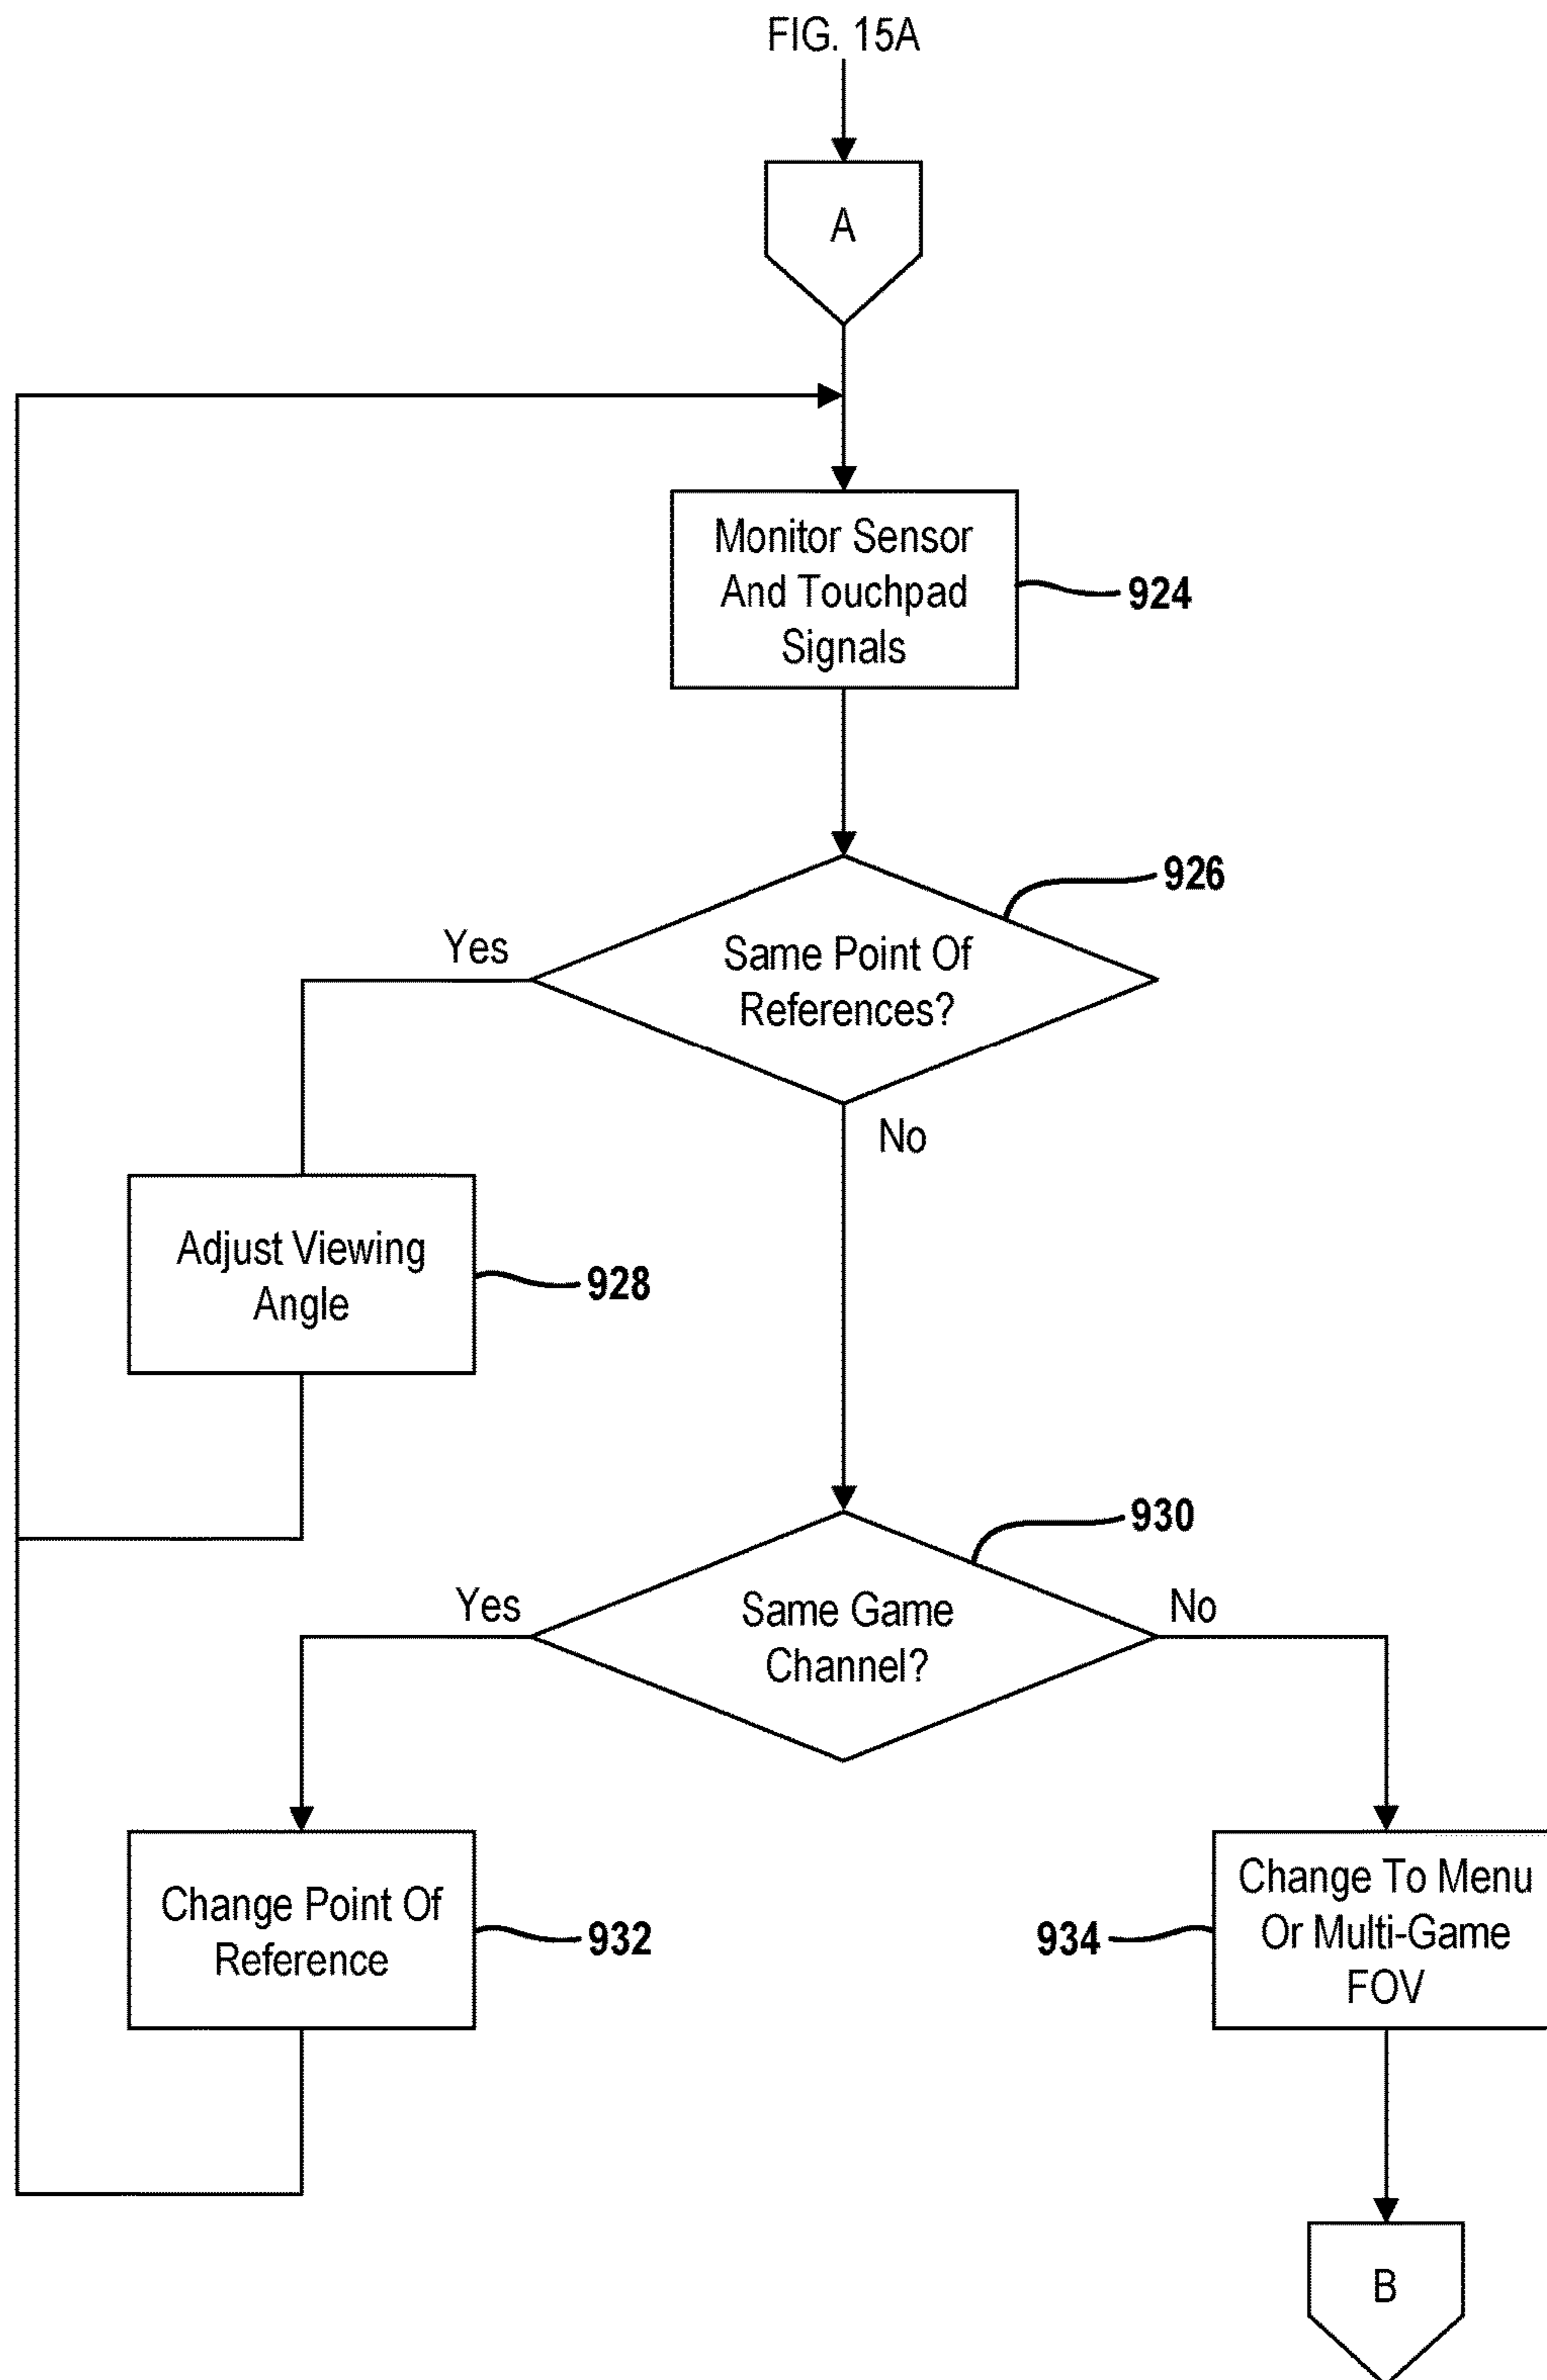 FIG. 15A
A
Monitor Sensor
And Touchpad
Signals
924
926
Same Point Of
References?
Yes
No
Adjust Viewing
Angle
928
930
Same Game
Channel?
Yes
No
Change Point Of
Reference
932
934
Change To Menu
Or Multi-Game
FOV
B